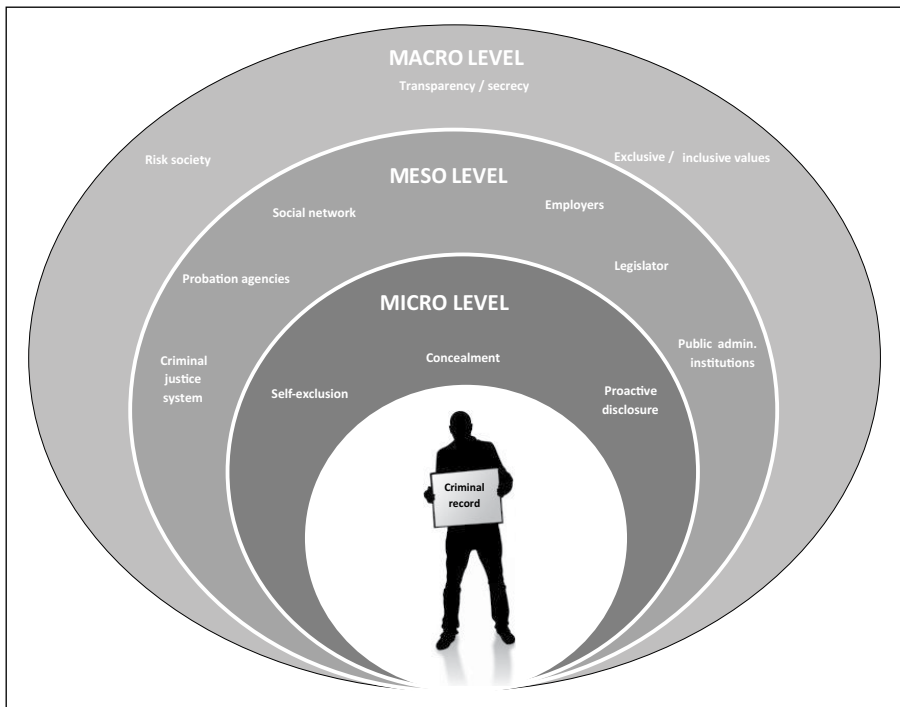 MACRO LEVEL
Transparency / secrecy
Risk society
Exclusive / inclusive values
MESO LEVEL
Social network
Employers
Probation agencies
Legislator
MICRO LEVEL
Public admin.
institutions
Concealment
Criminal
justice
system
Self-exclusion
Proactive
disclosure
Criminal
record